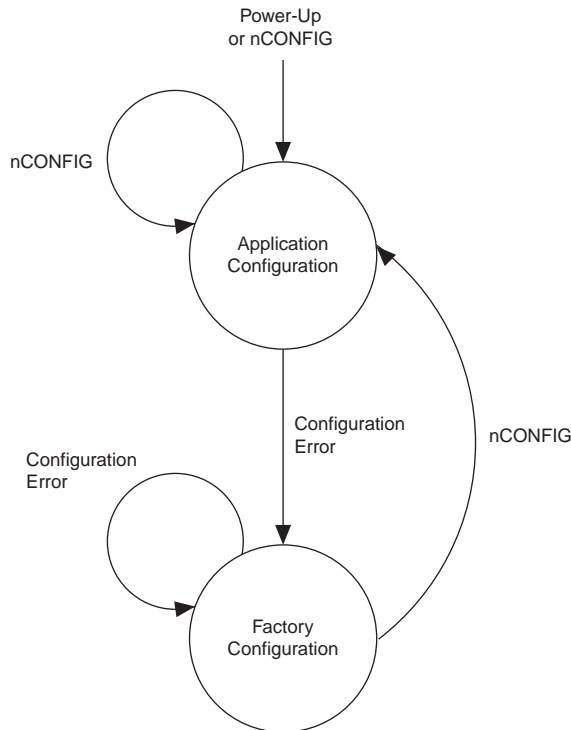 Power-Up
or nCONFIG
nCONFIG
Application
Configuration
Configuration
Error
nCONFIG
Configuration
Error
Factory
Configuration